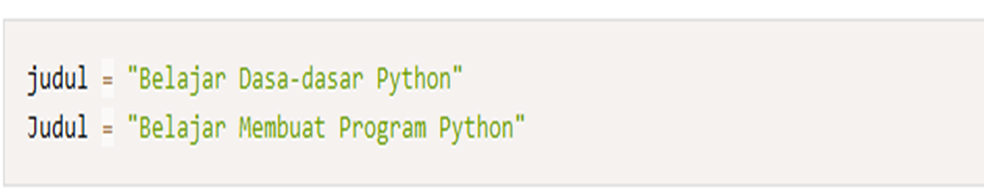 judul = "Belajar Dasa-dasar Python"
Judul = "Belajar Membuat Program Python"